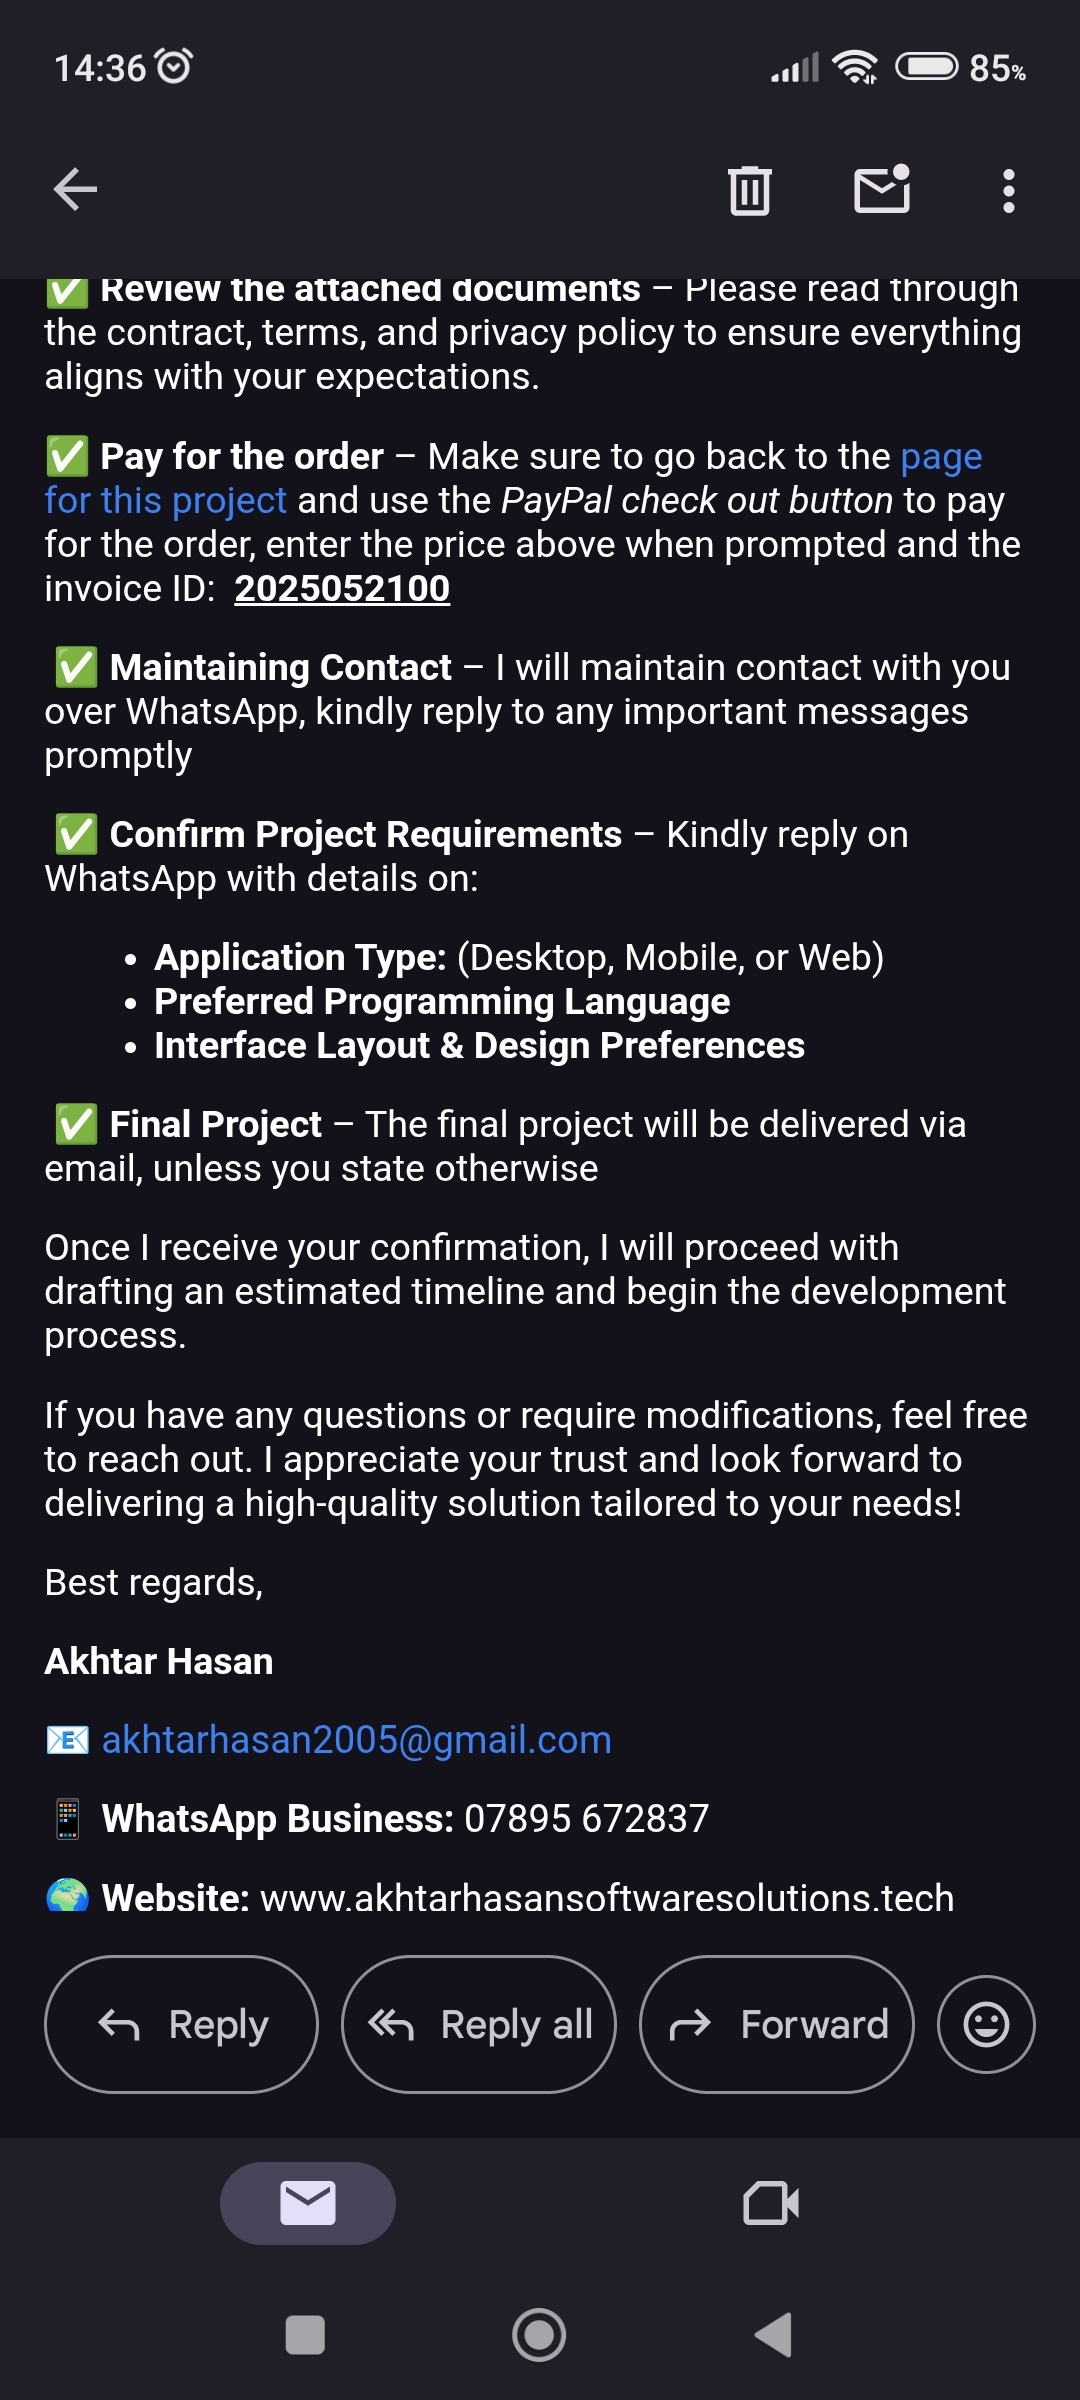 14:36 85%
✅ Review the attached documents – Please read through
the contract, terms, and privacy policy to ensure everything
aligns with your expectations.
✅ Pay for the order – Make sure to go back to the page
for this project and use the PayPal check out button to pay
for the order, enter the price above when prompted and the
invoice ID:  2025052100
✅ Maintaining Contact – I will maintain contact with you
over WhatsApp, kindly reply to any important messages
promptly
✅ Confirm Project Requirements – Kindly reply on
WhatsApp with details on:
• Application Type: (Desktop, Mobile, or Web)
• Preferred Programming Language
• Interface Layout & Design Preferences
✅ Final Project – The final project will be delivered via
email, unless you state otherwise
Once I receive your confirmation, I will proceed with
drafting an estimated timeline and begin the development
process.
If you have any questions or require modifications, feel free
to reach out. I appreciate your trust and look forward to
delivering a high-quality solution tailored to your needs!
Best regards,
Akhtar Hasan
📧 akhtarhasan2005@gmail.com
📱 WhatsApp Business: 07895 672837
🌍 Website: www.akhtarhasansoftwaresolutions.tech
Reply Reply all Forward